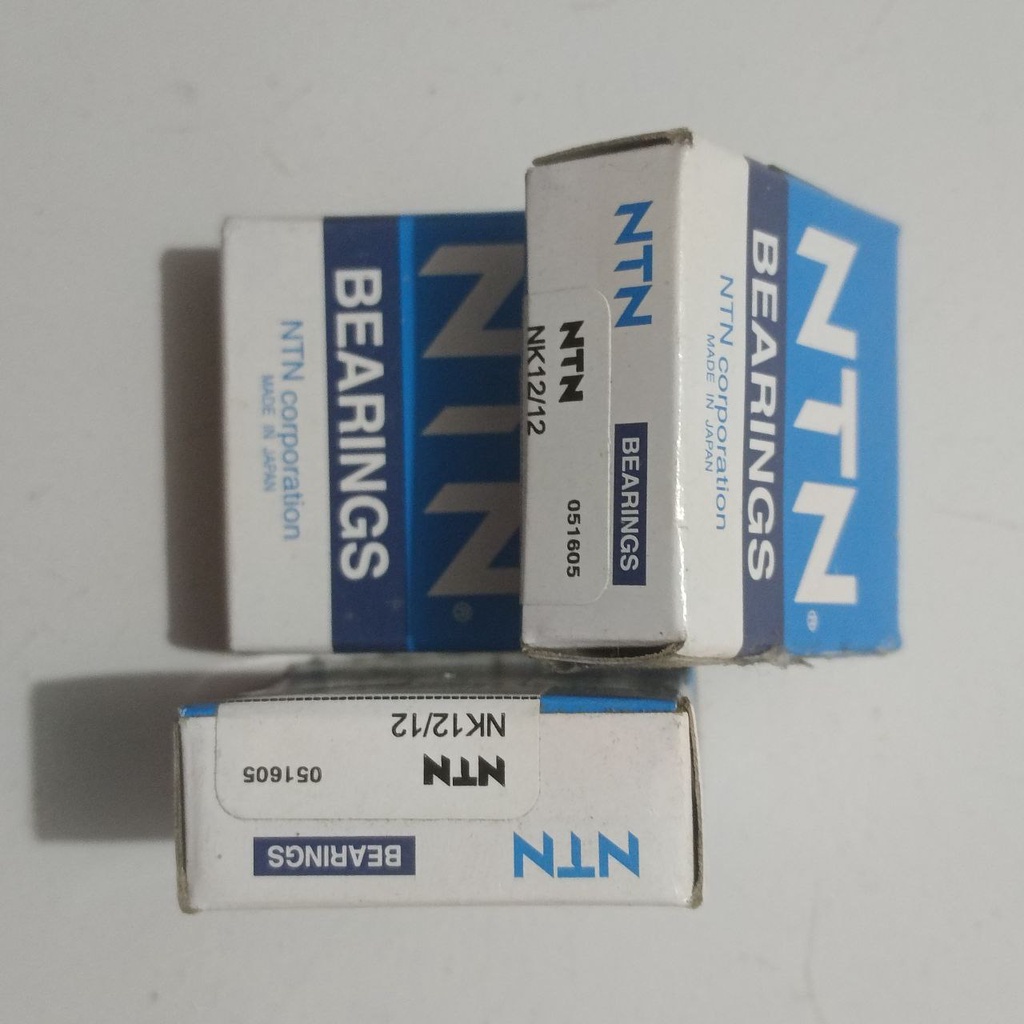 NTN
BEARINGS
NTN corporation
MADE IN JAPAN
NTN
BEARINGS
NTN
NK12/12
051605
NTN®
BEARINGS
NTN corporation
MADE IN JAPAN
NTN
BEARINGS
NTN
051605
NK12/12